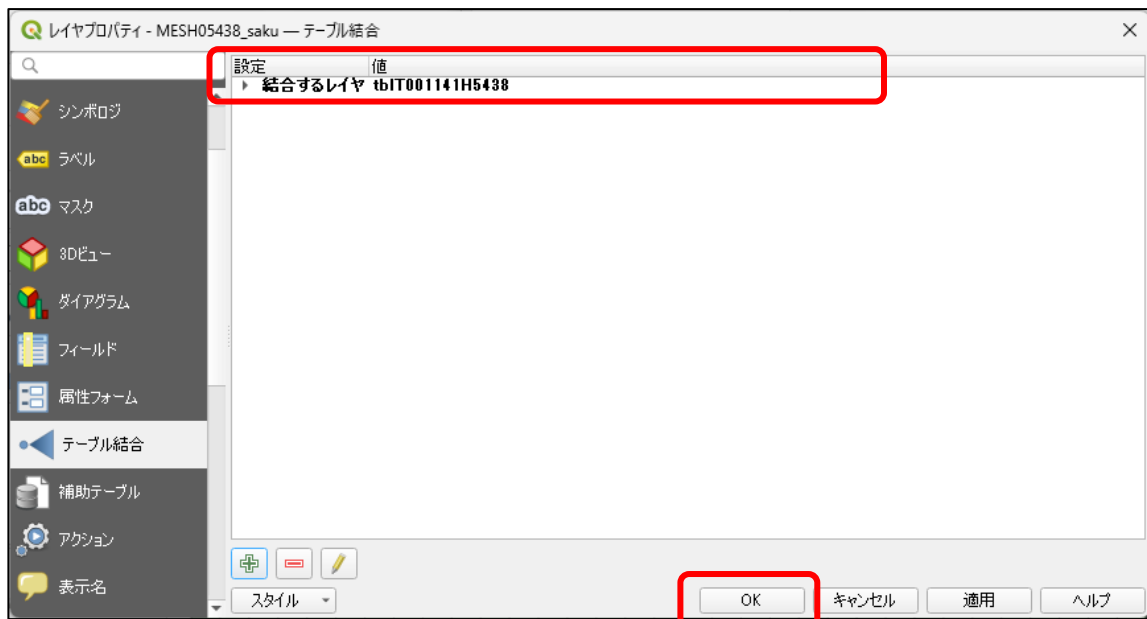 レイヤプロパティ - MESH05438_saku — テーブル結合
設定 値
結合するレイヤ tblT001141H5438
シンボロジ
abc ラベル
abc マスク
3Dビュー
ダイアグラム
フィールド
属性フォーム
テーブル結合
補助テーブル
アクション
表示名
スタイル OK キャンセル 適用 ヘルプ